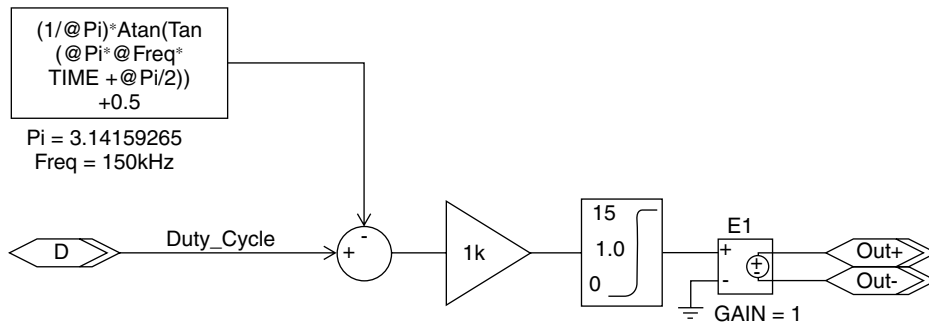 (1/@Pi)*Atan(Tan
(@Pi*@Freq*
TIME +@Pi/2))
+0.5
Pi = 3.14159265
Freq = 150kHz
D
Duty_Cycle
-
+
1k
15
1.0
0
E1
+
-
+
-
GAIN = 1
Out+
Out-